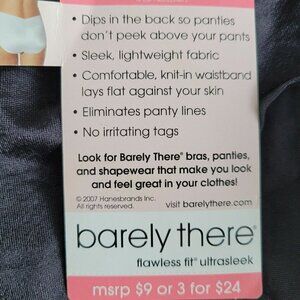 • Dips in the back so panties
don't peek above your pants
• Sleek, lightweight fabric
• Comfortable, knit-in waistband
lays flat against your skin
• Eliminates panty lines
• No irritating tags
Look for Barely There® bras, panties,
and shapewear that make you look
and feel great in your clothes!
© 2007 Hanesbrands Inc.
All rights reserved.
visit barelythere.com
barely there®
flawless fit® ultrasleek
msrp $9 or 3 for $24